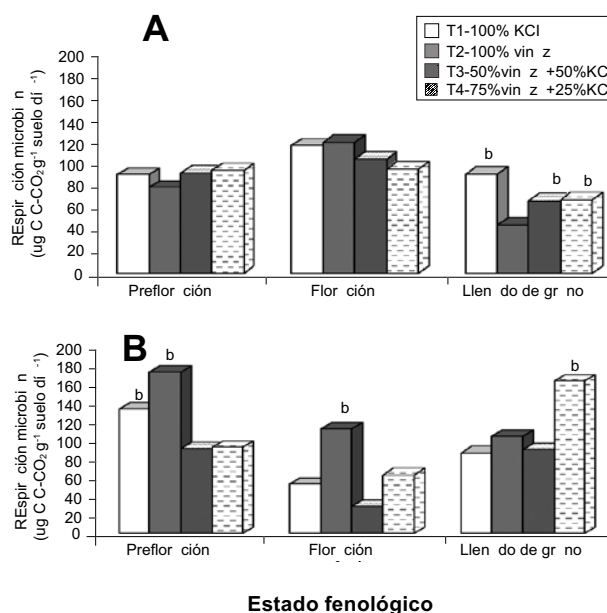 A
T1-100% KCl
T2-100% vin z
T3-50%vin z +50%KC
T4-75%vin z +25%KC
REspir ción microbi n
(ug C C-CO2g-1 suelo dí -1)
200
180
160
140
120
100
80
60
40
20
0
b
b
b
Preflor ción
Flor ción
Llen do de gr no
B
REspir ción microbi n
(ug C C-CO2g-1 suelo dí -1)
200
180
160
140
120
100
80
60
40
20
0
b
b
b
b
Preflor ción
Flor ción
Llen do de gr no
Estado fenológico